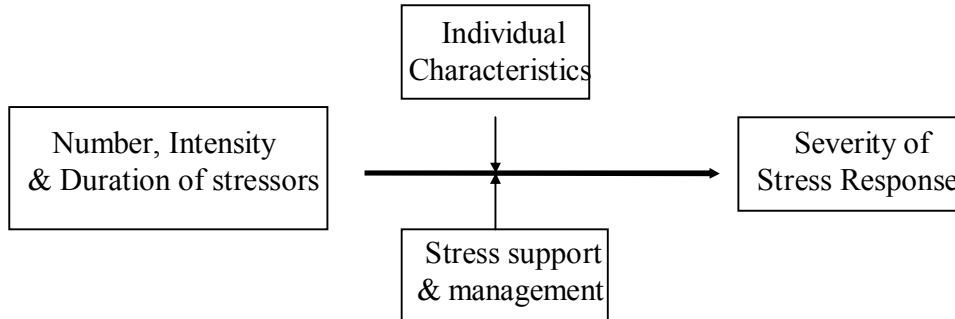 Individual
Characteristics
Number, Intensity
& Duration of stressors
Severity of
Stress Response
Stress support
& management